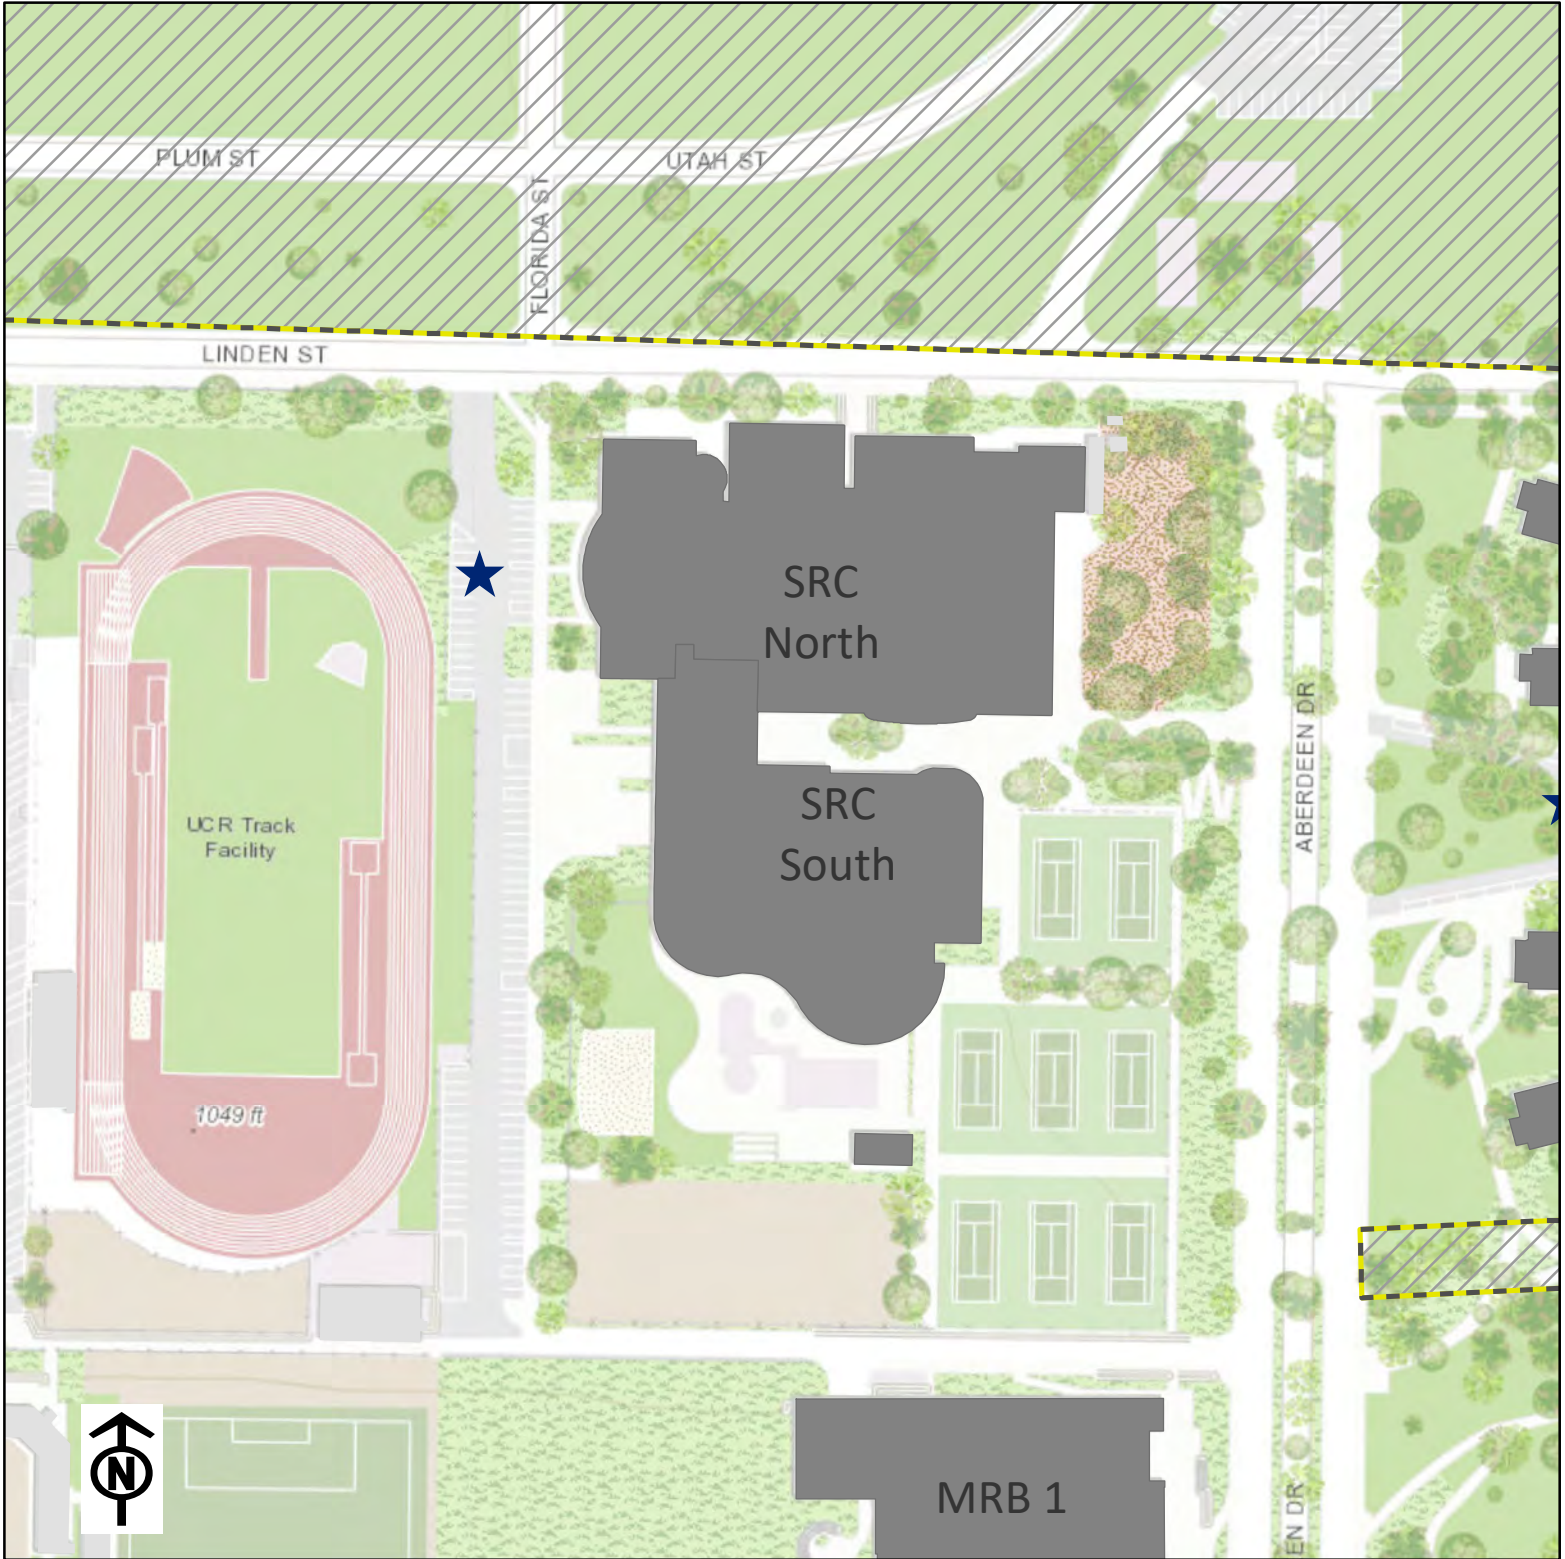 PLUM ST
UTAH ST
FLORIDA ST
LINDEN ST
SRC
North
ABERDEEN DR
SRC
South
W
UCR Track
Facility
1049 ft
N
MRB 1
EN DR